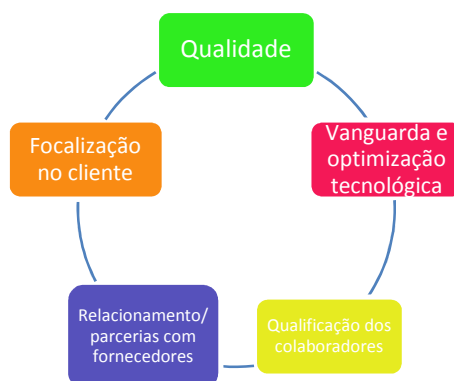 Qualidade
Vanguarda e
optimização
tecnológica
Qualificação dos
colaboradores
Relacionamento/
parcerias com
fornecedores
Focalização
no cliente